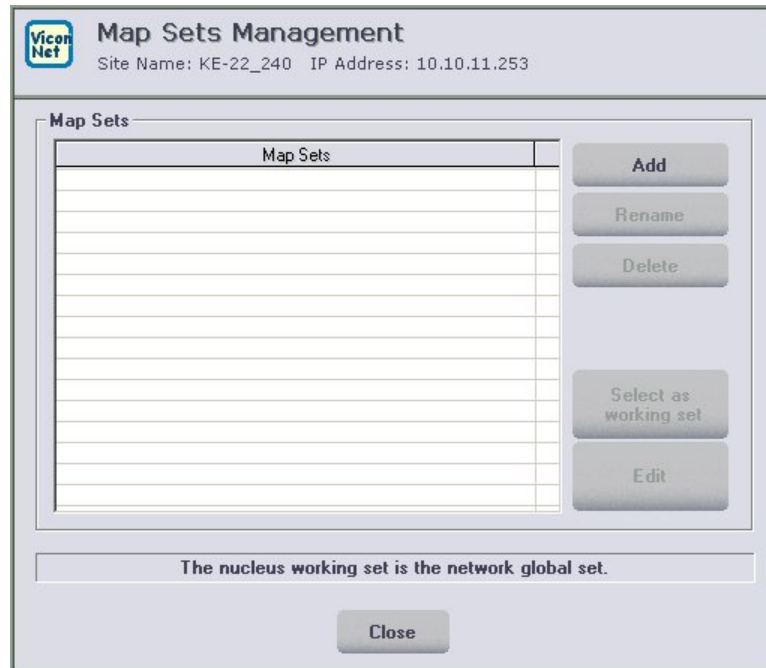 Vicon
Net
Map Sets Management
Site Name: KE-22_240 IP Address: 10.10.11.253
Map Sets
Map Sets
Add
Rename
Delete
Select as
working set
Edit
The nucleus working set is the network global set.
Close